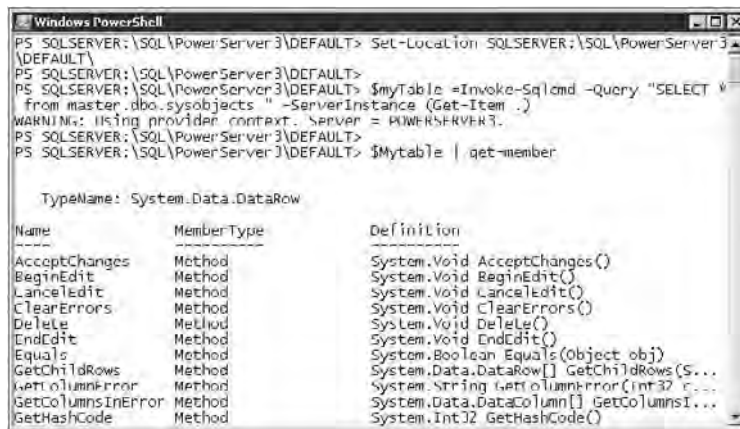 Windows PowerShell
PS SQLSERVER:\SQL\PowerServer3\DEFAULT> Set-Location SQLSERVER:\SQL\PowerServer3
\DEFAULT\
PS SQLSERVER:\SQL\PowerServer3\DEFAULT>
PS SQLSERVER:\SQL\PowerServer3\DEFAULT> $myTable =Invoke-Sqlcmd -Query "SELECT *
 from master.dbo.sysobjects " -ServerInstance (Get-Item .)
WARNING: Using provider context. Server = POWERSERVER3.
PS SQLSERVER:\SQL\PowerServer3\DEFAULT>
PS SQLSERVER:\SQL\PowerServer3\DEFAULT> $Mytable | get-member
TypeName: System.Data.DataRow
Name MemberType Definition
---- ---------- ----------
AcceptChanges Method System.Void AcceptChanges()
BeginEdit Method System.Void BeginEdit()
CancelEdit Method System.Void CancelEdit()
ClearErrors Method System.Void ClearErrors()
Delete Method System.Void Delete()
EndEdit Method System.Void EndEdit()
Equals Method System.Boolean Equals(Object obj)
GetChildRows Method System.Data.DataRow[] GetChildRows(S...
GetColumnError Method System.String GetColumnError(Int32 c...
GetColumnsInError Method System.Data.DataColumn[] GetColumnsI...
GetHashCode Method System.Int32 GetHashCode()